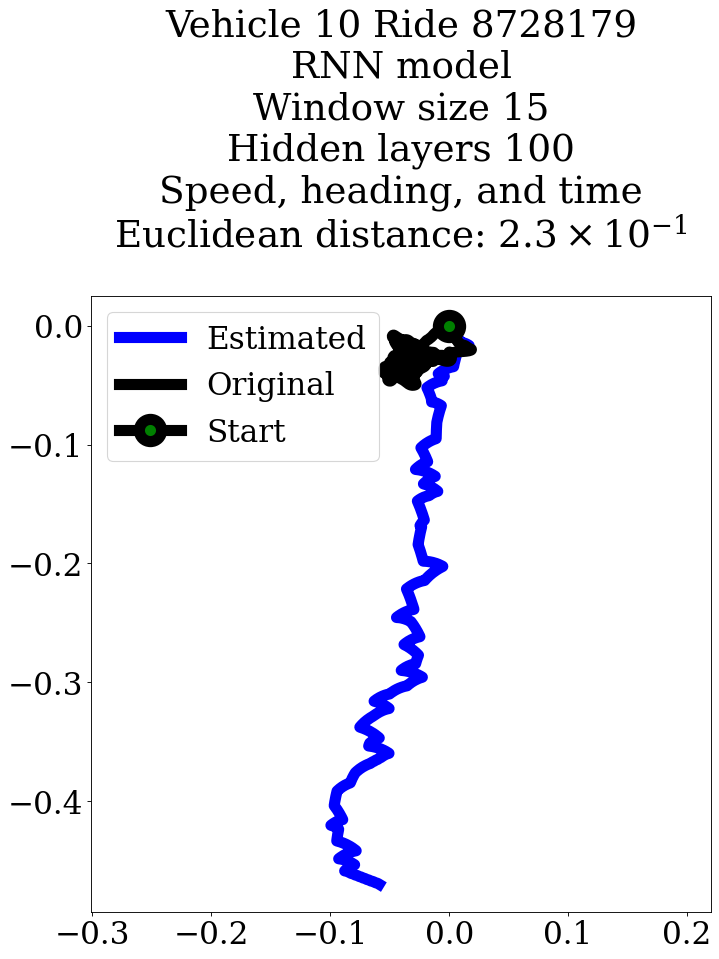 Vehicle 10 Ride 8728179
RNN model
Window size 15
Hidden layers 100
Speed, heading, and time
Euclidean distance: 2.3 × 10⁻¹
Estimated
Original
Start
0.0
−0.1
−0.2
−0.3
−0.4
−0.3 −0.2 −0.1 0.0 0.1 0.2